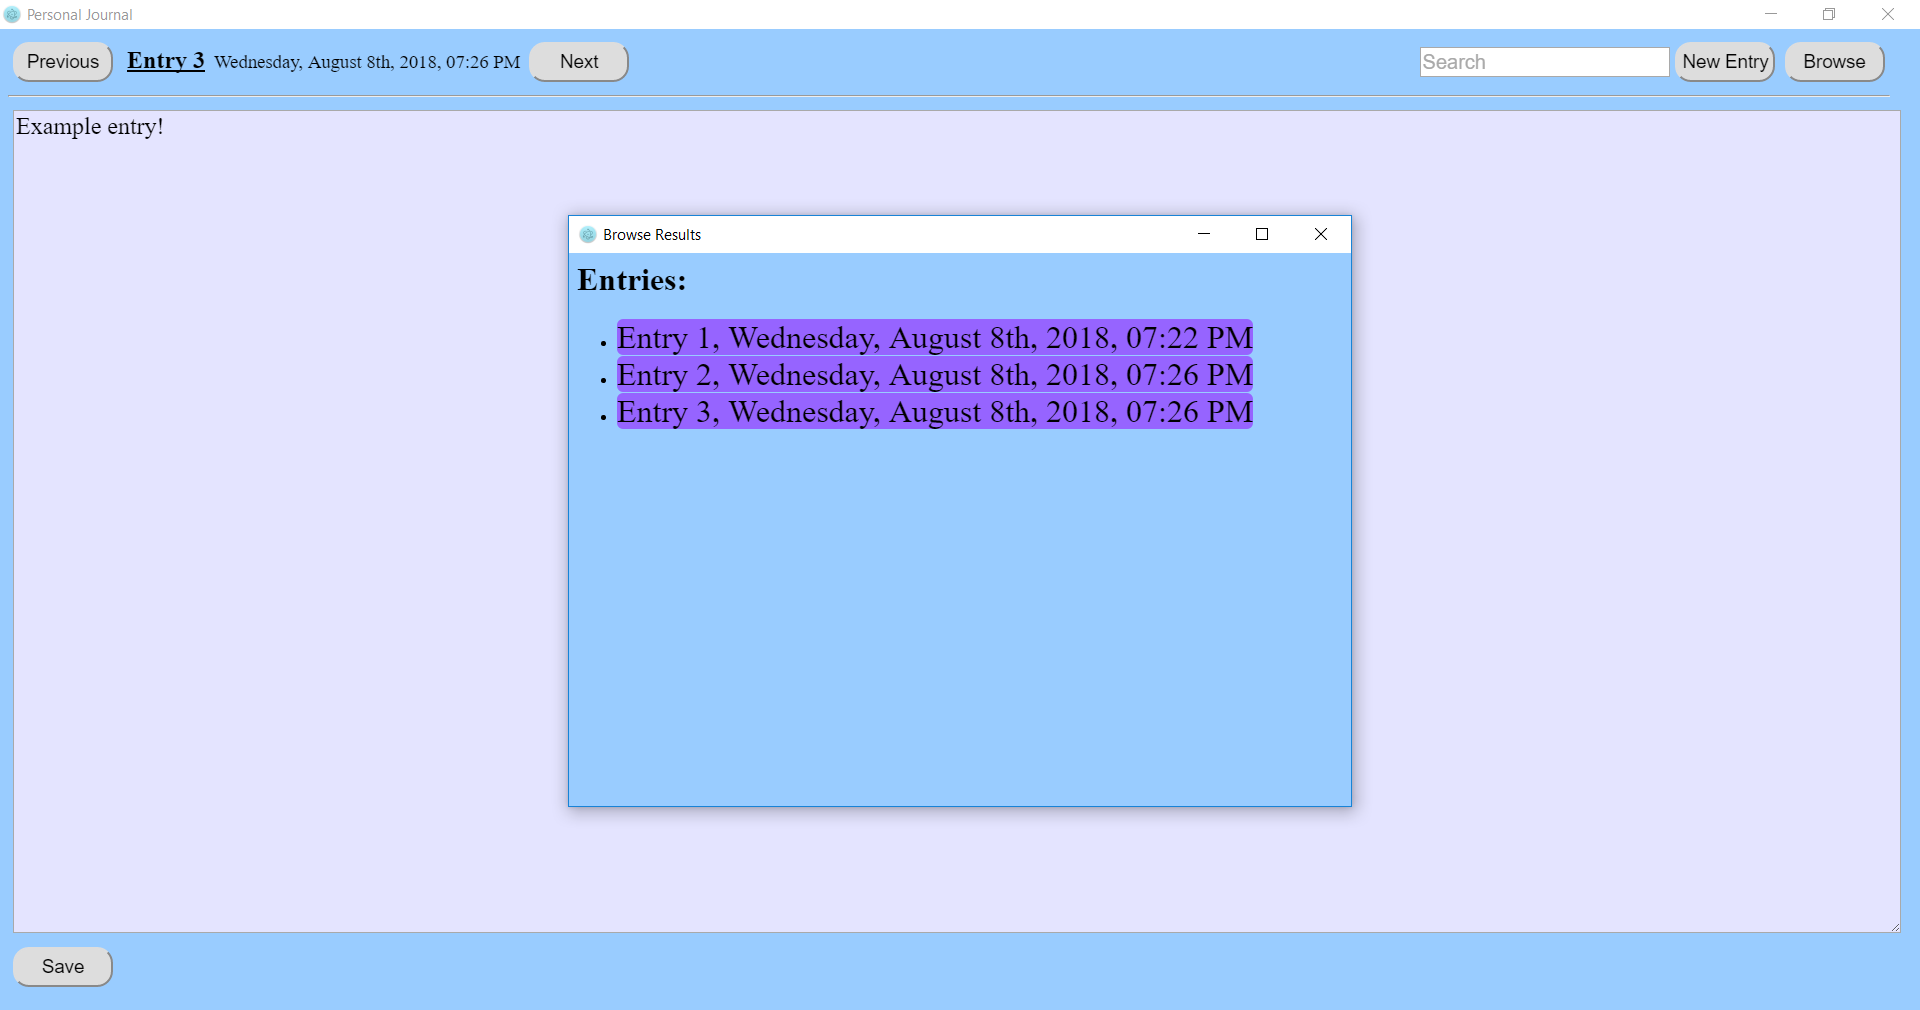 Personal Journal
Previous Entry 3 Wednesday, August 8th, 2018, 07:26 PM Next Search New Entry Browse
Example entry!
Browse Results
Entries:
Entry 1, Wednesday, August 8th, 2018, 07:22 PM
Entry 2, Wednesday, August 8th, 2018, 07:26 PM
Entry 3, Wednesday, August 8th, 2018, 07:26 PM
Save